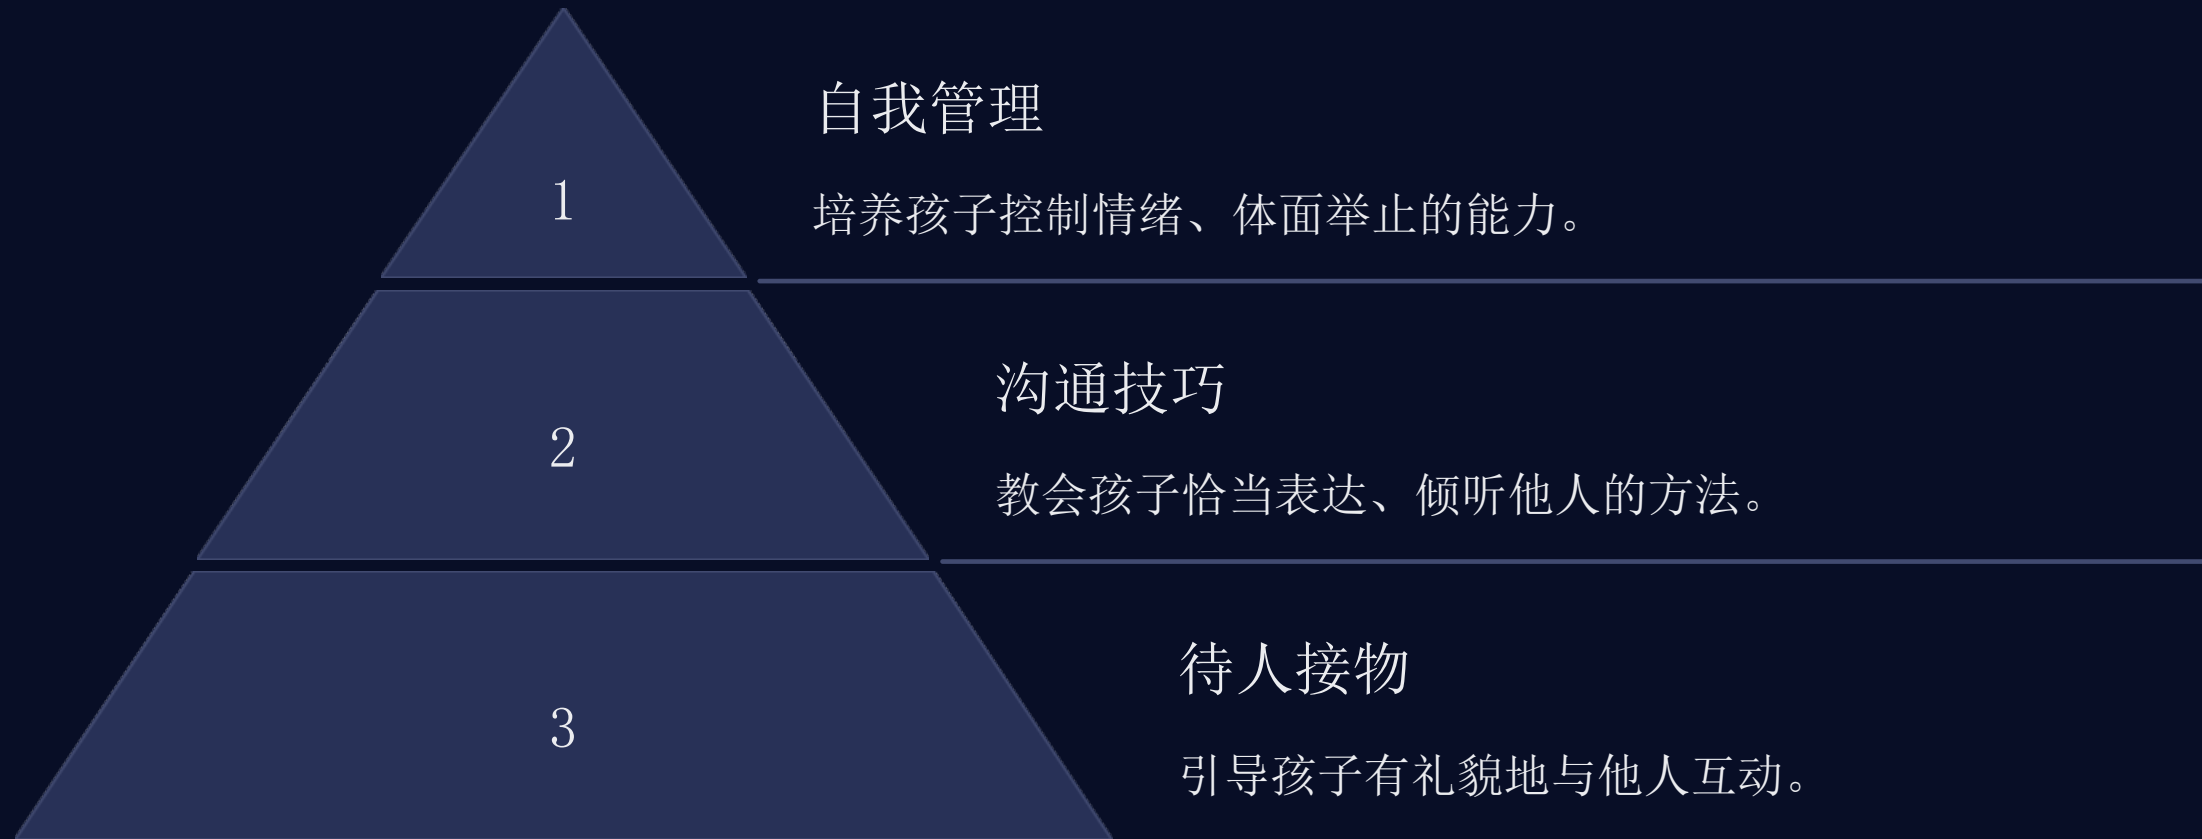 自我管理
1
培养孩子控制情绪、体面举止的能力。
沟通技巧
2
教会孩子恰当表达、倾听他人的方法。
待人接物
3
引导孩子有礼貌地与他人互动。